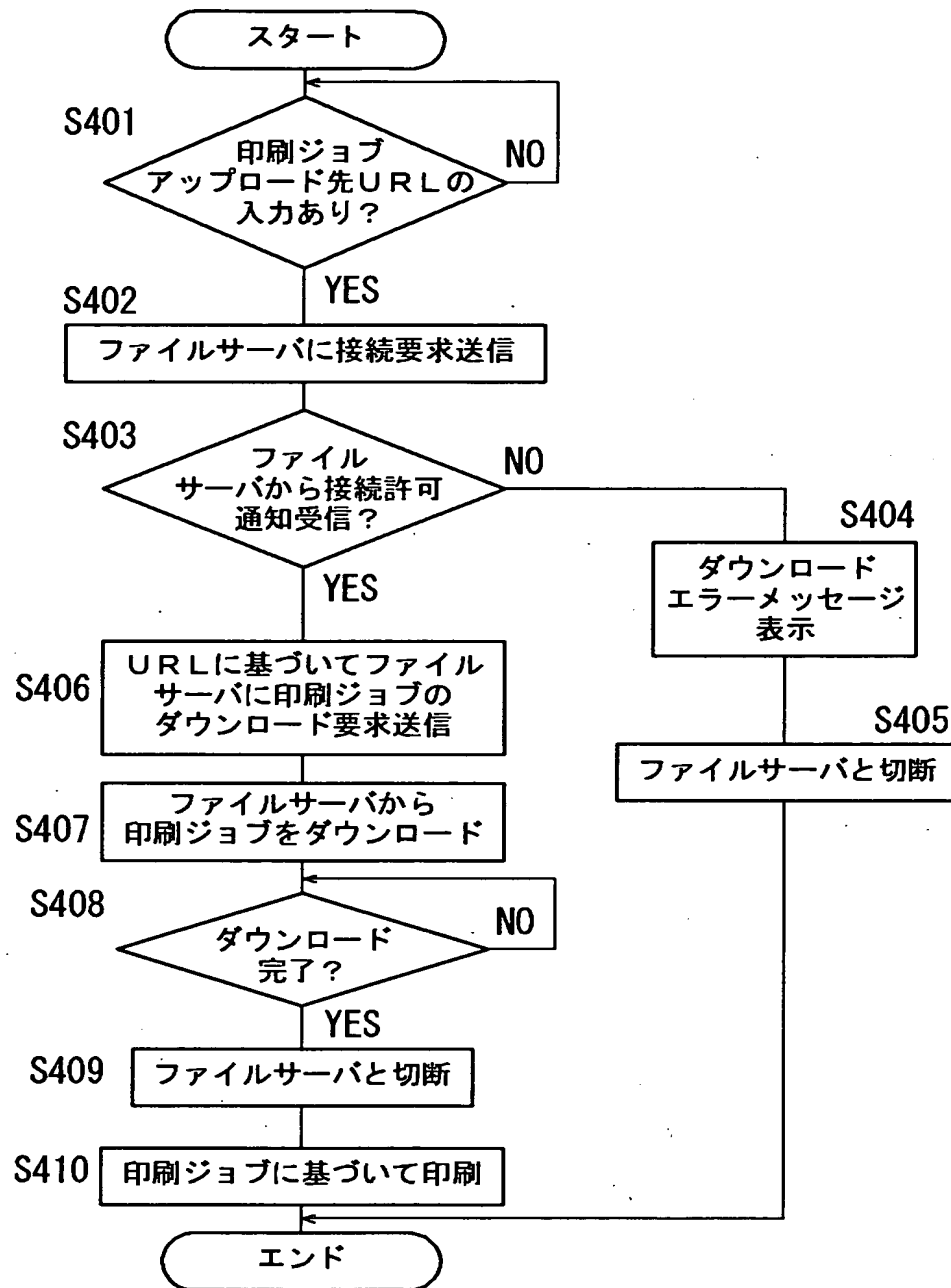 スタート
S401
印刷ジョブ
アップロード先URLの
入力あり?
NO
YES
S402
ファイルサーバに接続要求送信
S403
ファイル
サーバから接続許可
通知受信?
NO
YES
S404
ダウンロード
エラーメッセージ
表示
S405
ファイルサーバと切断
S406
URLに基づいてファイル
サーバに印刷ジョブの
ダウンロード要求送信
S407
ファイルサーバから
印刷ジョブをダウンロード
S408
ダウンロード
完了?
NO
YES
S409
ファイルサーバと切断
S410
印刷ジョブに基づいて印刷
エンド